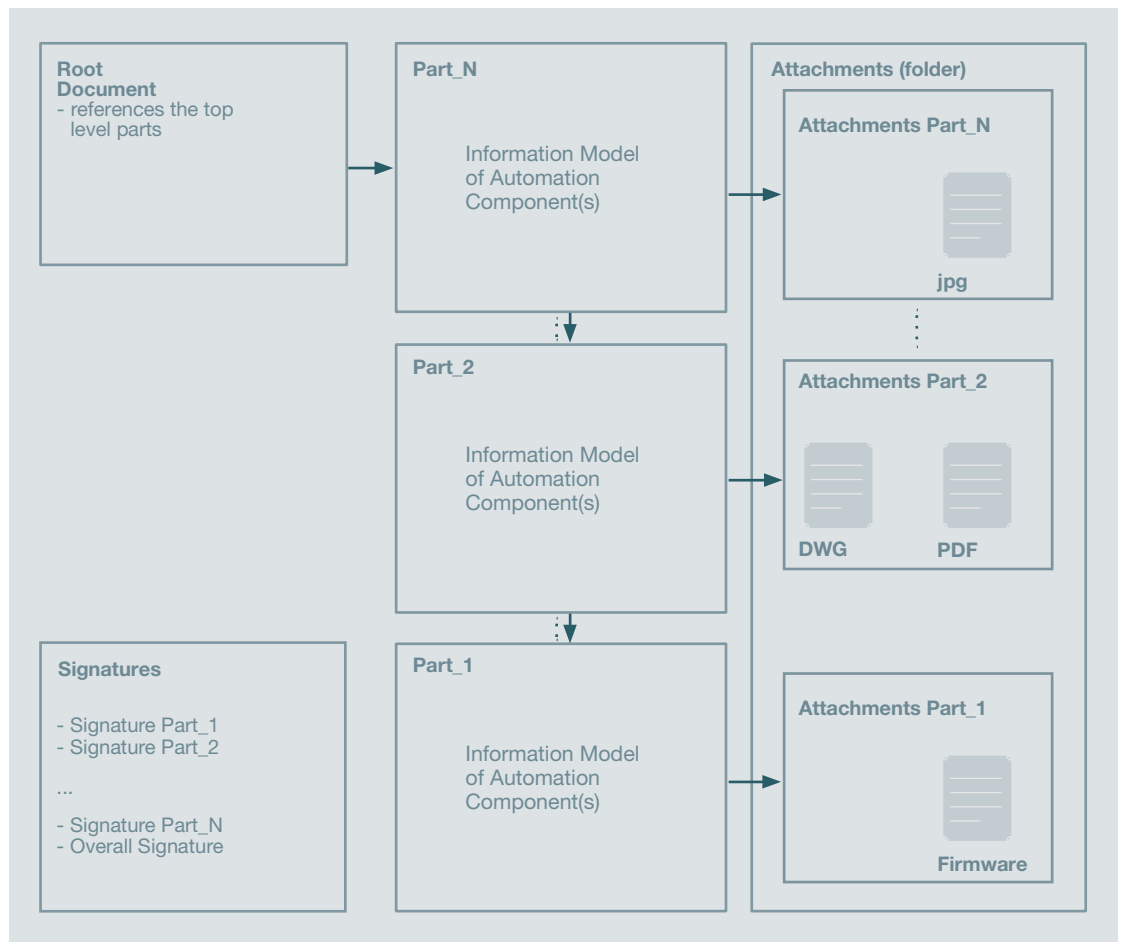 Root
Document
- references the top
level parts
Part_N
Information Model
of Automation
Component(s)
Attachments (folder)
Attachments Part_N
jpg
Part_2
Information Model
of Automation
Component(s)
Attachments Part_2
DWG
PDF
Signatures
- Signature Part_1
- Signature Part_2
...
- Signature Part_N
- Overall Signature
Part_1
Information Model
of Automation
Component(s)
Attachments Part_1
Firmware